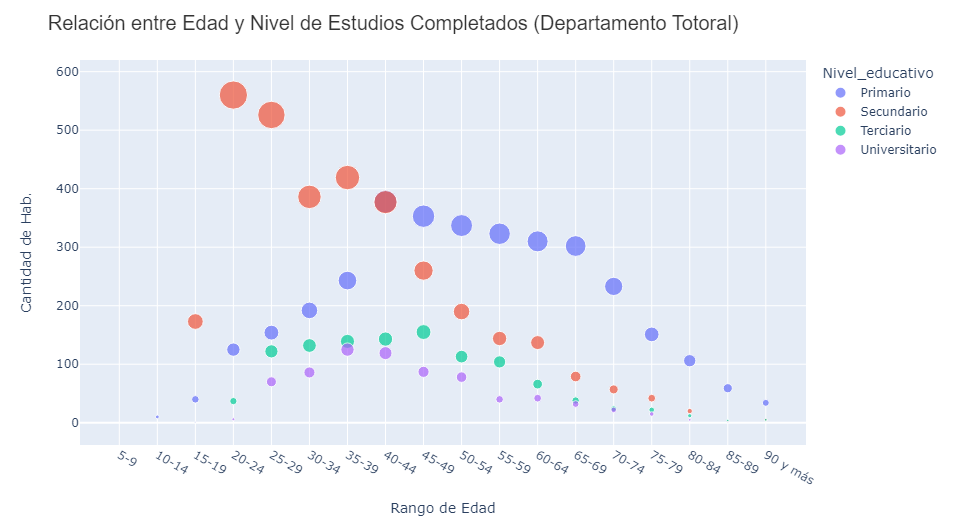 Relación entre Edad y Nivel de Estudios Completados (Departamento Totoral)
Nivel_educativo
Primario
Secundario
Terciario
Universitario
600
500
400
300
200
100
0
Cantidad de Hab.
5-9
10-14
15-19
20-24
25-29
30-34
35-39
40-44
45-49
50-54
55-59
60-64
65-69
70-74
75-79
80-84
85-89
90 y más
Rango de Edad